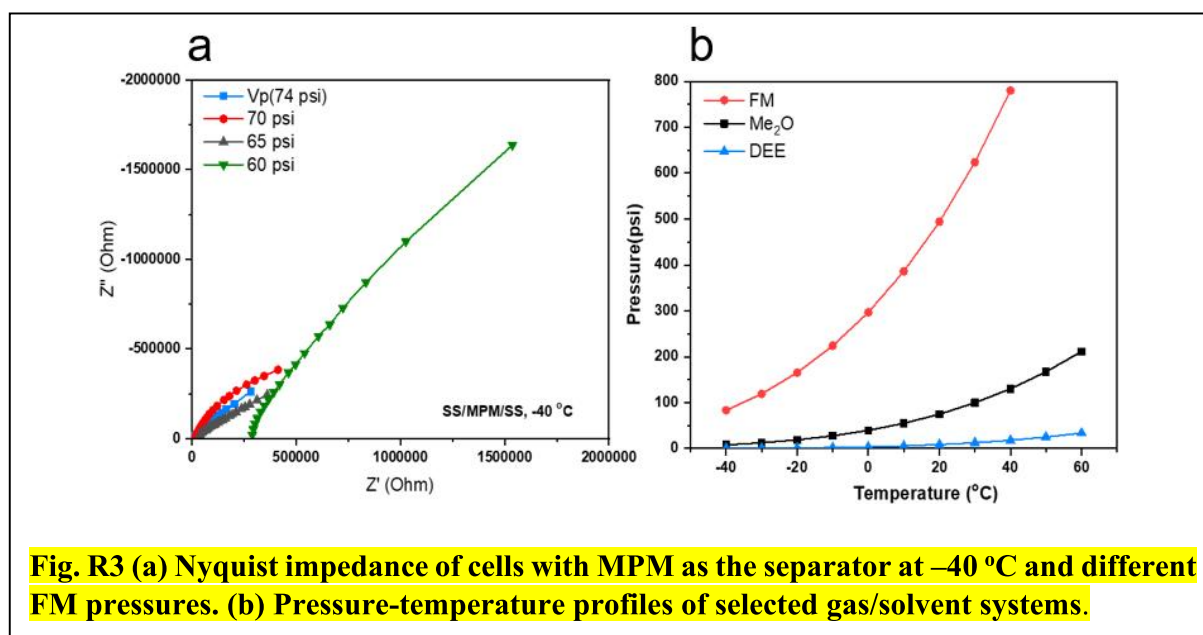 a
-2000000
-1500000
-1000000
-500000
0
Z'' (Ohm)
Vp(74 psi)
70 psi
65 psi
60 psi
SS/MPM/SS, -40 °C
0 500000 1000000 1500000 2000000
Z' (Ohm)
b
800
700
600
500
400
300
200
100
0
Pressure(psi)
FM
Me₂O
DEE
-40 -20 0 20 40 60
Temperature (°C)
Fig. R3 (a) Nyquist impedance of cells with MPM as the separator at –40 °C and different
FM pressures. (b) Pressure-temperature profiles of selected gas/solvent systems.